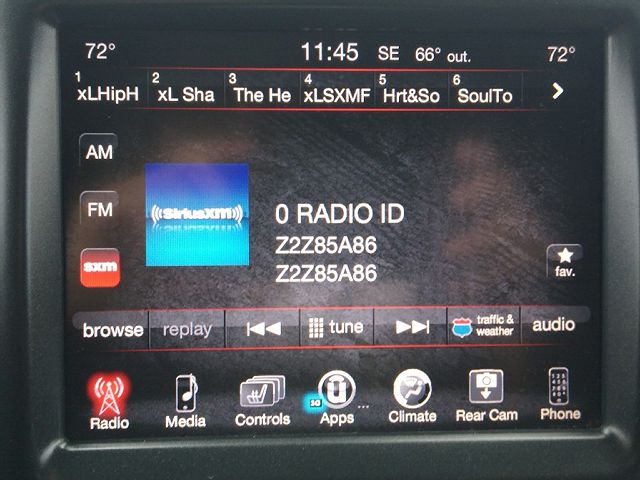 72° 11:45 SE 66° out. 72°
1 2 3 4 5 6
xLHipH xL Sha The He xLSXMF Hrt&So SoulTo
AM
FM
sxm
((SiriusXM))
0 RADIO ID
Z2Z85A86
Z2Z85A86
fav.
browse replay tune traffic & weather audio
Radio Media Controls Apps Climate Rear Cam Phone